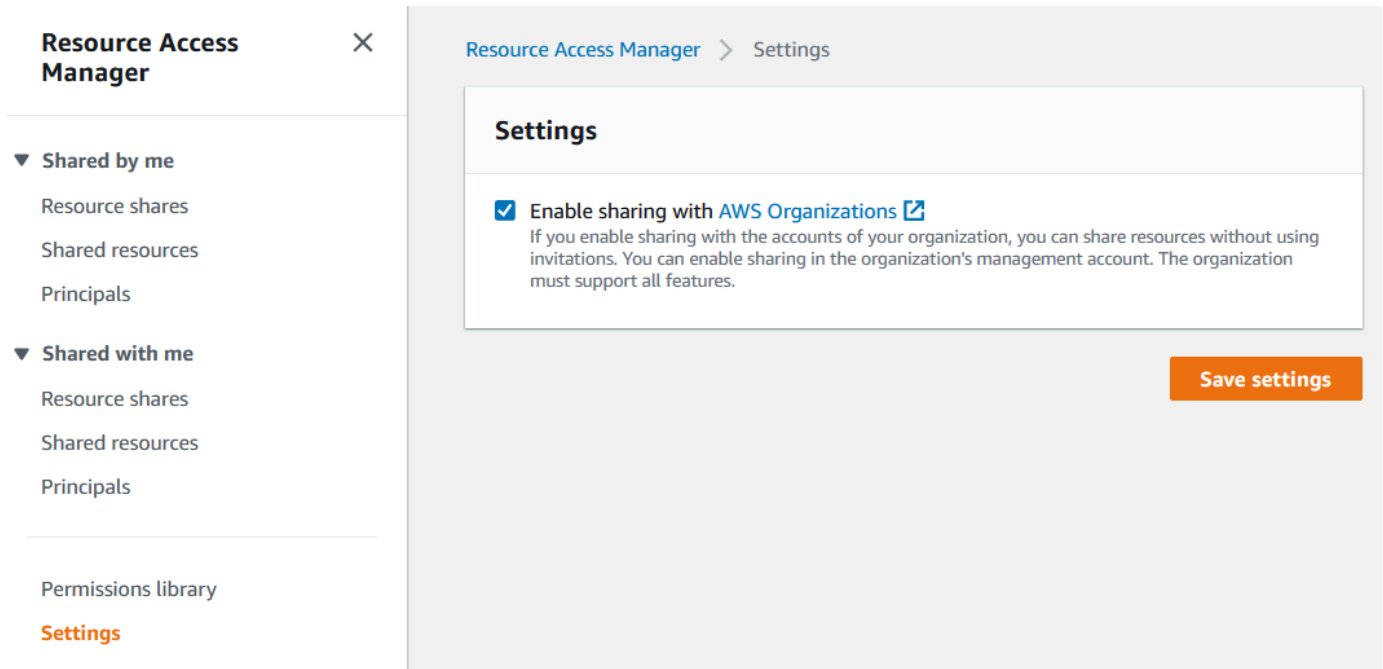 Resource Access
Manager
Shared by me
Resource shares
Shared resources
Principals
Shared with me
Resource shares
Shared resources
Principals
Permissions library
Settings
Resource Access Manager > Settings
Settings
Enable sharing with AWS Organizations
If you enable sharing with the accounts of your organization, you can share resources without using
invitations. You can enable sharing in the organization's management account. The organization
must support all features.
Save settings